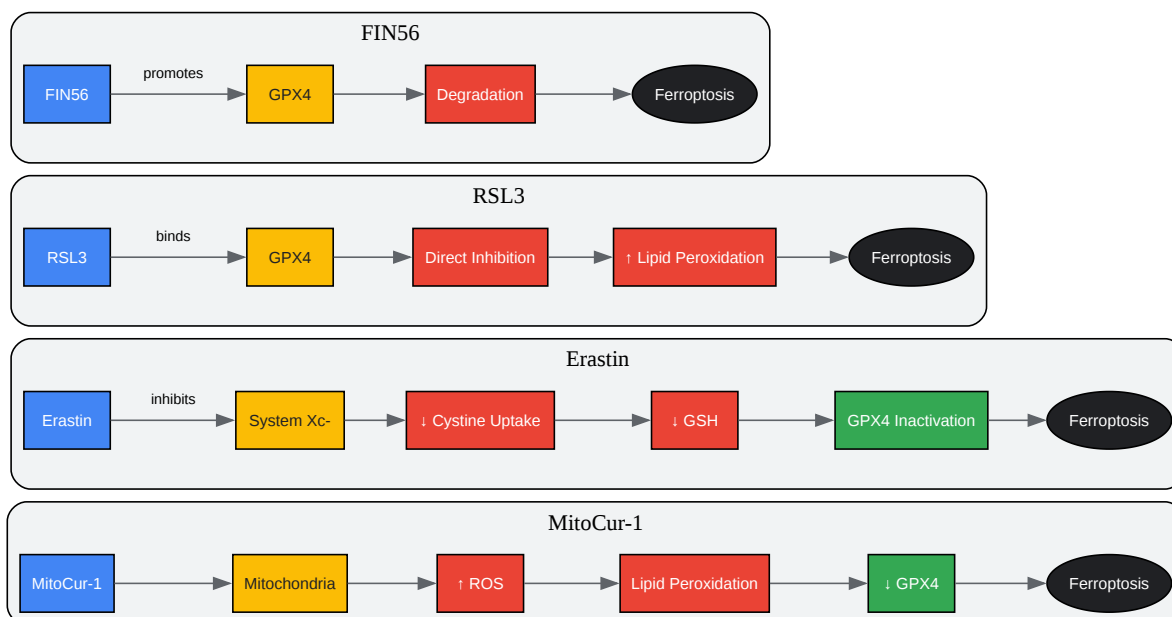 FIN56
FIN56
promotes
GPX4
Degradation
Ferroptosis
RSL3
RSL3
binds
GPX4
Direct Inhibition
↑ Lipid Peroxidation
Ferroptosis
Erastin
Erastin
inhibits
System Xc-
↓ Cystine Uptake
↓ GSH
GPX4 Inactivation
Ferroptosis
MitoCur-1
MitoCur-1
Mitochondria
↑ ROS
Lipid Peroxidation
↓ GPX4
Ferroptosis